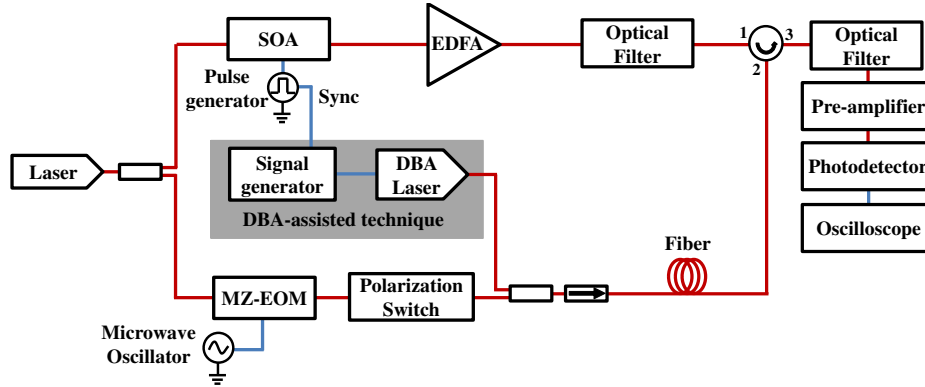 SOA
EDFA
Optical
Filter
1
3
2
Optical
Filter
Pulse
generator
Sync
Pre-amplifier
Laser
Signal
generator
DBA
Laser
Photodetector
DBA-assisted technique
Oscilloscope
Fiber
MZ-EOM
Polarization
Switch
Microwave
Oscillator